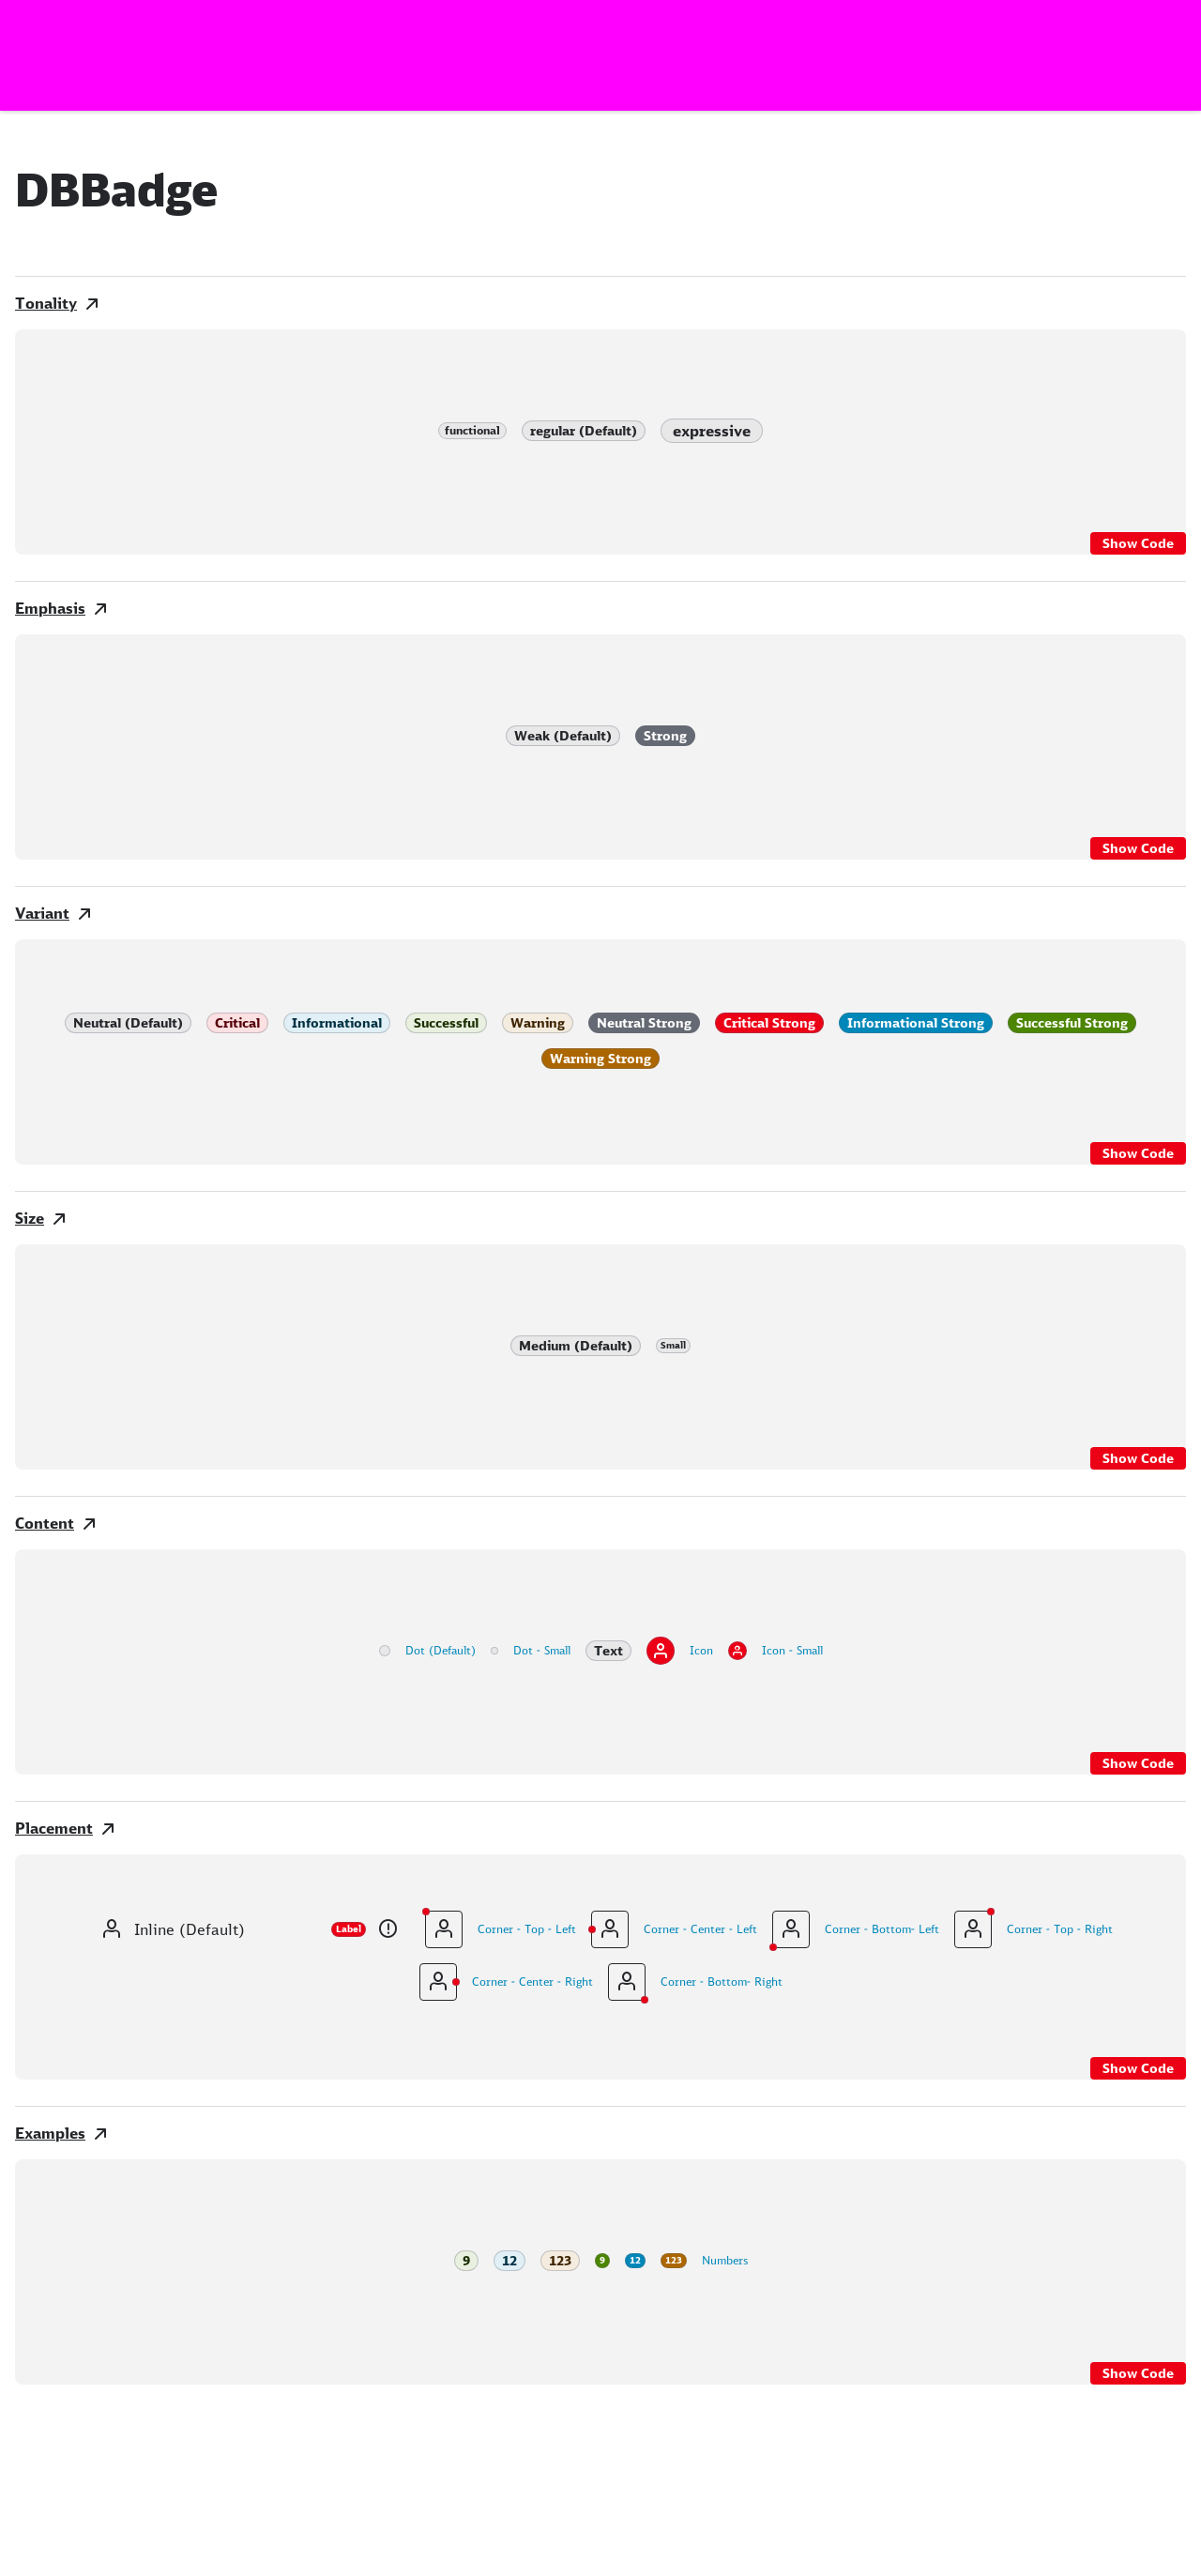 DBBadge
Tonality
functional regular (Default) expressive
Show Code
Emphasis
Weak (Default) Strong
Show Code
Variant
Neutral (Default) Critical Informational Successful Warning Neutral Strong Critical Strong Informational Strong Successful Strong
Warning Strong
Show Code
Size
Medium (Default) Small
Show Code
Content
Dot (Default) Dot - Small Text Icon Icon - Small
Show Code
Placement
Inline (Default) Label Corner - Top - Left Corner - Center - Left Corner - Bottom- Left Corner - Top - Right
Corner - Center - Right Corner - Bottom- Right
Show Code
Examples
9 12 123 9 12 123 Numbers
Show Code